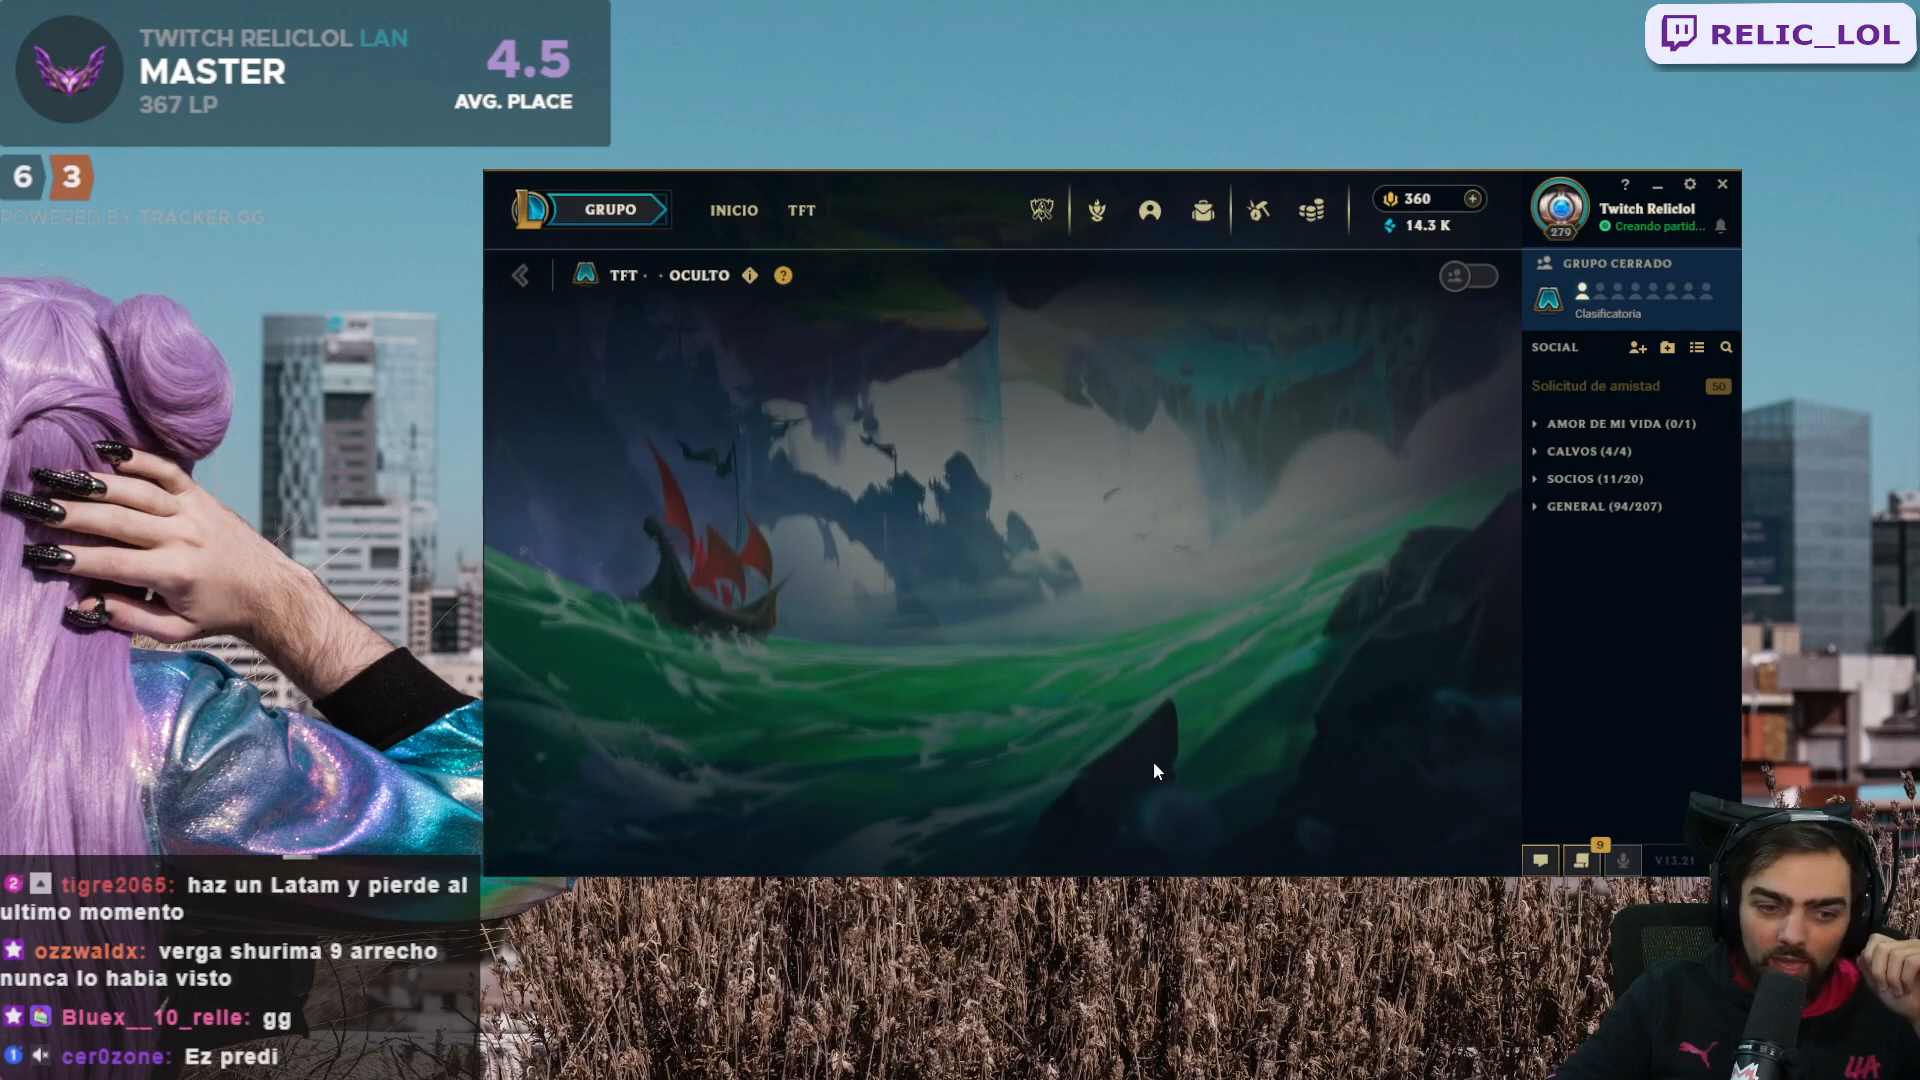 TWITCH RELICLOL LAN
MASTER
367 LP
4.5
AVG. PLACE
RELIC_LOL
6 3
POWERED BY TRACKER.GG
GRUPO
INICIO
TFT
360
14.3 K
?
279
Twitch Reliclol
Creando partid...
TFT · · OCULTO
?
GRUPO CERRADO
Clasificatoria
SOCIAL
Solicitud de amistad 50
AMOR DE MI VIDA (0/1)
CALVOS (4/4)
SOCIOS (11/20)
GENERAL (94/207)
9
V13.21
2 tigre2065: haz un Latam y pierde al
ultimo momento
ozzwaldx: verga shurima 9 arrecho
nunca lo habia visto
Bluex__10_relle: gg
1 cer0zone: Ez predi